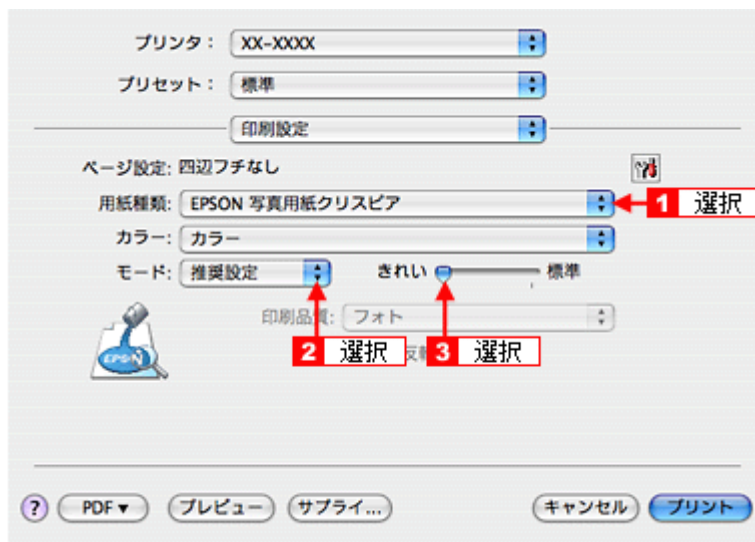 プリンタ： XX-XXXX
プリセット： 標準
印刷設定
ページ設定: 四辺フチなし
用紙種類: EPSON 写真用紙クリスピア
1 選択
カラー: カラー
モード: 推奨設定 きれい 標準
印刷品質: フォト
2 選択 3 選択
EPSON
? PDF▼ プレビュー サプライ... キャンセル プリント